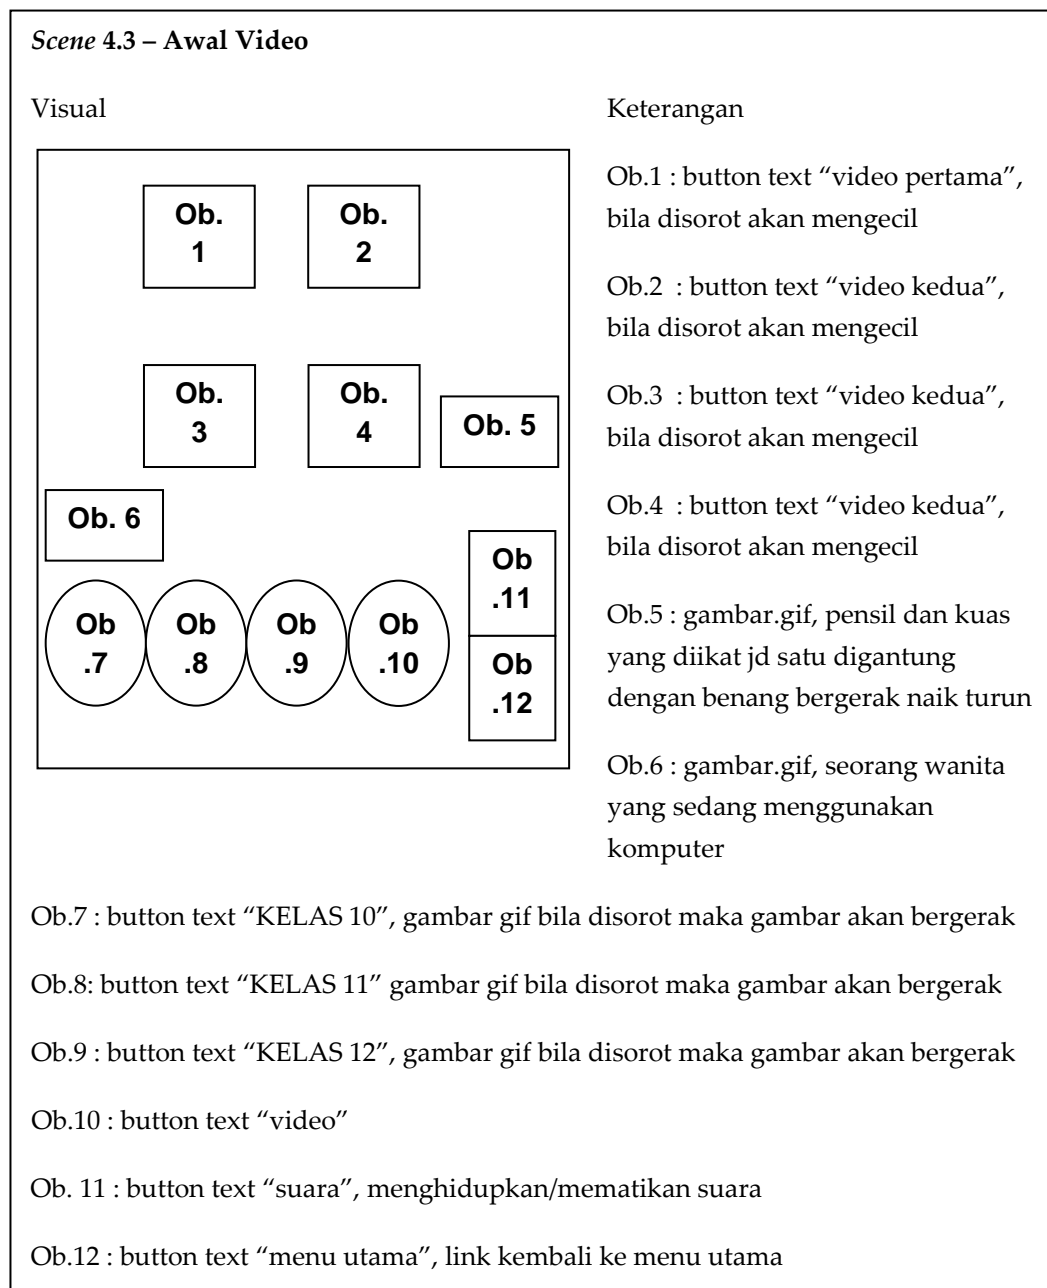 Scene 4.3 – Awal Video
Visual
Keterangan
Ob.
1
Ob.
2
Ob.
3
Ob.
4
Ob. 5
Ob. 6
Ob
.7
Ob
.8
Ob
.9
Ob
.10
Ob
.11
Ob
.12
Ob.1 : button text “video pertama”,
bila disorot akan mengecil
Ob.2  : button text “video kedua”,
bila disorot akan mengecil
Ob.3  : button text “video kedua”,
bila disorot akan mengecil
Ob.4  : button text “video kedua”,
bila disorot akan mengecil
Ob.5 : gambar.gif, pensil dan kuas
yang diikat jd satu digantung
dengan benang bergerak naik turun
Ob.6 : gambar.gif, seorang wanita
yang sedang menggunakan
komputer
Ob.7 : button text “KELAS 10”, gambar gif bila disorot maka gambar akan bergerak
Ob.8: button text “KELAS 11” gambar gif bila disorot maka gambar akan bergerak
Ob.9 : button text “KELAS 12”, gambar gif bila disorot maka gambar akan bergerak
Ob.10 : button text “video”
Ob. 11 : button text “suara”, menghidupkan/mematikan suara
Ob.12 : button text “menu utama”, link kembali ke menu utama